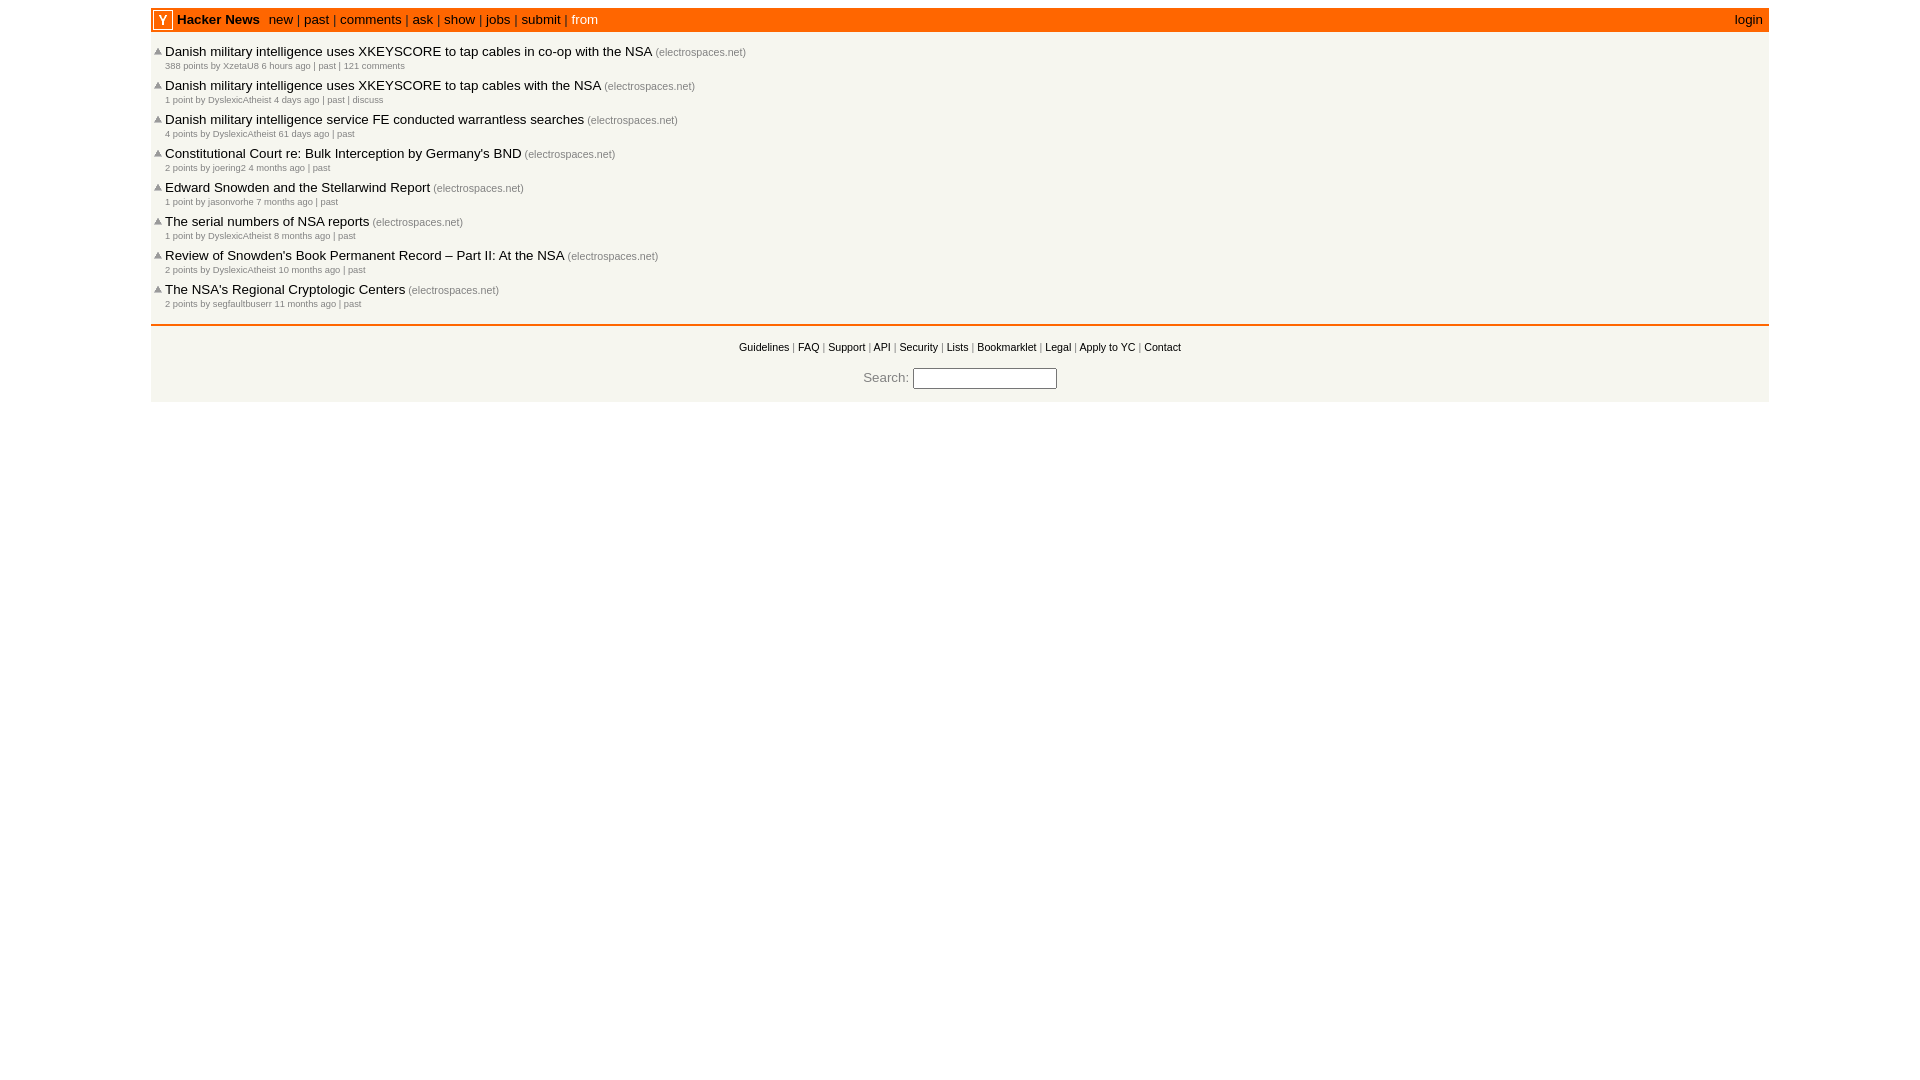 Y Hacker News new | past | comments | ask | show | jobs | submit | from login
Danish military intelligence uses XKEYSCORE to tap cables in co-op with the NSA (electrospaces.net)
388 points by XzetaU8 6 hours ago | past | 121 comments
Danish military intelligence uses XKEYSCORE to tap cables with the NSA (electrospaces.net)
1 point by DyslexicAtheist 4 days ago | past | discuss
Danish military intelligence service FE conducted warrantless searches (electrospaces.net)
4 points by DyslexicAtheist 61 days ago | past
Constitutional Court re: Bulk Interception by Germany's BND (electrospaces.net)
2 points by joering2 4 months ago | past
Edward Snowden and the Stellarwind Report (electrospaces.net)
1 point by jasonvorhe 7 months ago | past
The serial numbers of NSA reports (electrospaces.net)
1 point by DyslexicAtheist 8 months ago | past
Review of Snowden's Book Permanent Record – Part II: At the NSA (electrospaces.net)
2 points by DyslexicAtheist 10 months ago | past
The NSA's Regional Cryptologic Centers (electrospaces.net)
2 points by segfaultbuserr 11 months ago | past
Guidelines | FAQ | Support | API | Security | Lists | Bookmarklet | Legal | Apply to YC | Contact
Search: